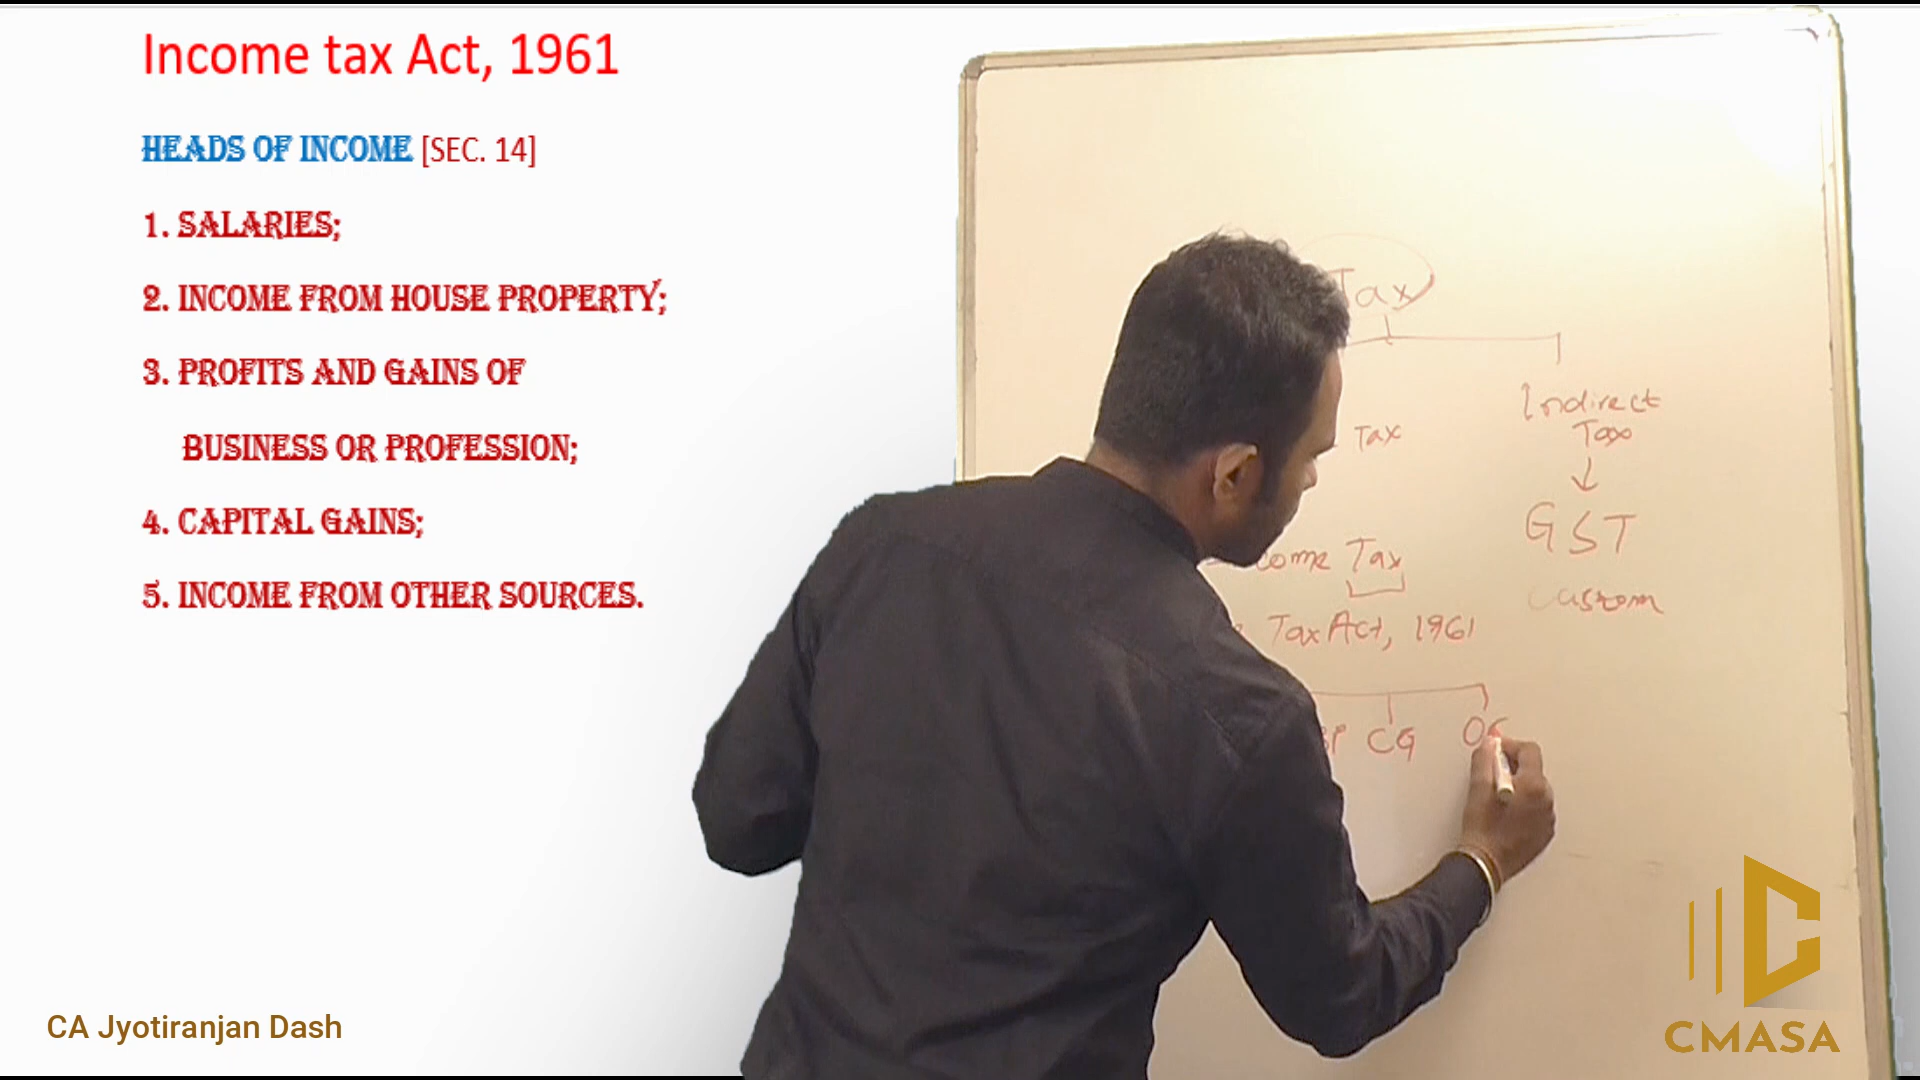 Income tax Act, 1961
HEADS OF INCOME [SEC. 14]
1. SALARIES;
2. INCOME FROM HOUSE PROPERTY;
3. PROFITS AND GAINS OF
BUSINESS OR PROFESSION;
4. CAPITAL GAINS;
5. INCOME FROM OTHER SOURCES.
Tax
Indirect
Tax
Tax
GST
Tax
Custom
Tax Act, 1961
CG
CA Jyotiranjan Dash
CMASA